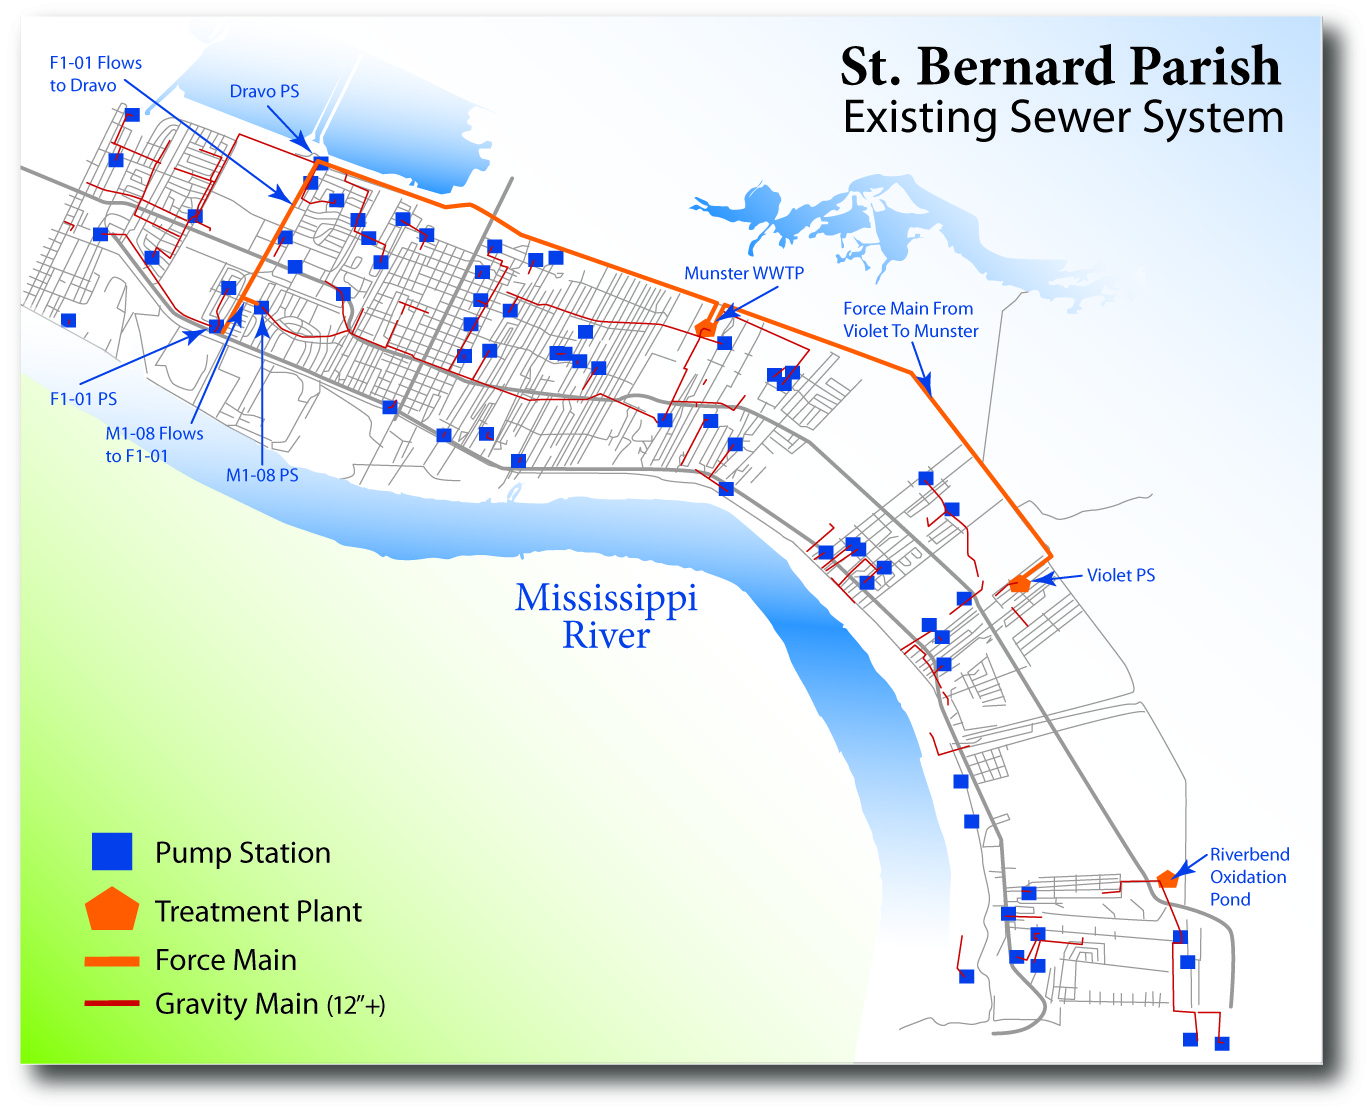 St. Bernard Parish
Existing Sewer System
F1-01 Flows
to Dravo
Dravo PS
Munster WWTP
Force Main From
Violet To Munster
F1-01 PS
M1-08 Flows
to F1-01
M1-08 PS
Violet PS
Mississippi
River
Riverbend
Oxidation
Pond
Pump Station
Treatment Plant
Force Main
Gravity Main (12”+)